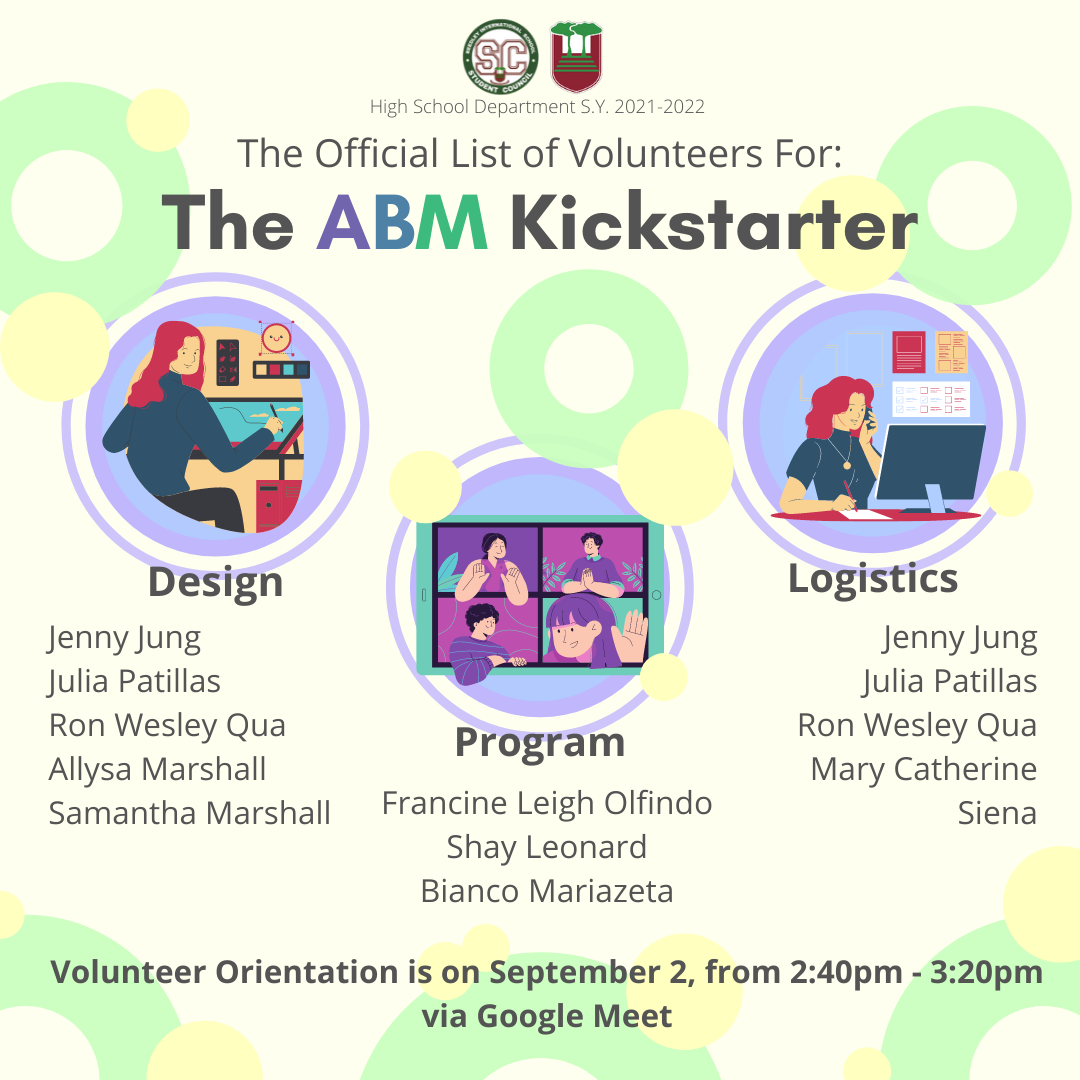 REEDLEY INTERNATIONAL SCHOOL
SC
STUDENT COUNCIL
High School Department S.Y. 2021-2022
The Official List of Volunteers For:
The ABM Kickstarter
Design
Jenny Jung
Julia Patillas
Ron Wesley Qua
Allysa Marshall
Samantha Marshall
Program
Francine Leigh Olfindo
Shay Leonard
Bianco Mariazeta
Logistics
Jenny Jung
Julia Patillas
Ron Wesley Qua
Mary Catherine
Siena
Volunteer Orientation is on September 2, from 2:40pm - 3:20pm
via Google Meet